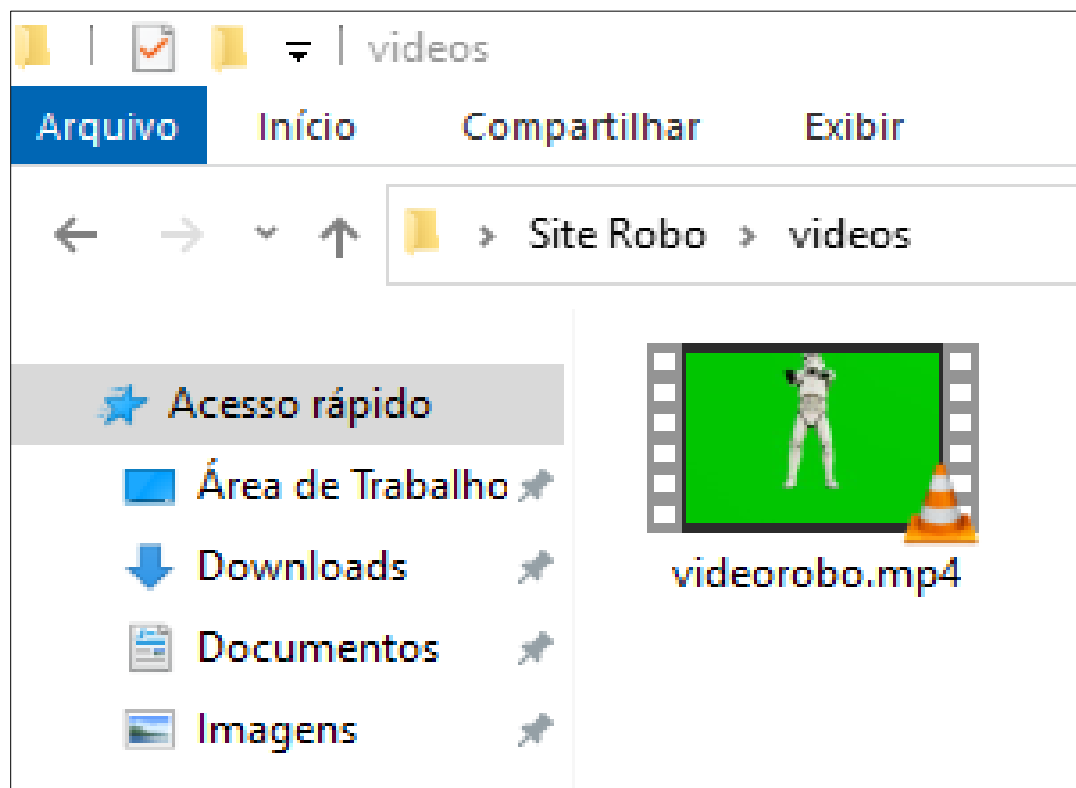 videos
Arquivo Início Compartilhar Exibir
Site Robo videos
Acesso rápido
Área de Trabalho
Downloads
videorobo.mp4
Documentos
Imagens